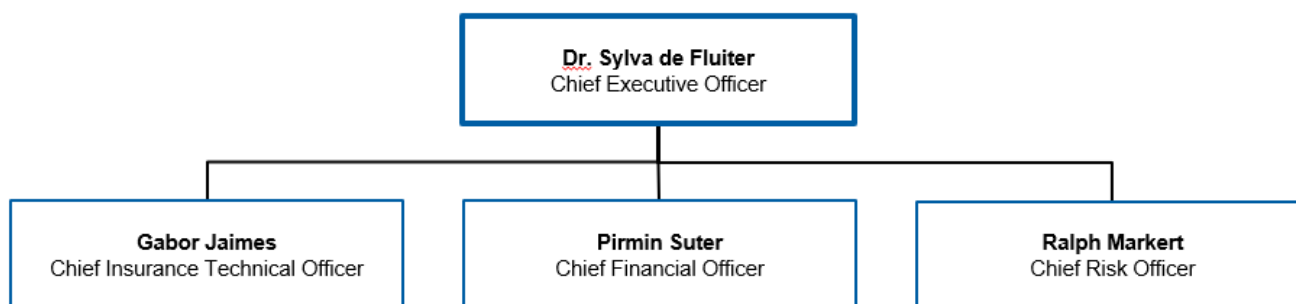 Dr. Sylva de Fluiter
Chief Executive Officer
Gabor Jaimes
Chief Insurance Technical Officer
Pirmin Suter
Chief Financial Officer
Ralph Markert
Chief Risk Officer